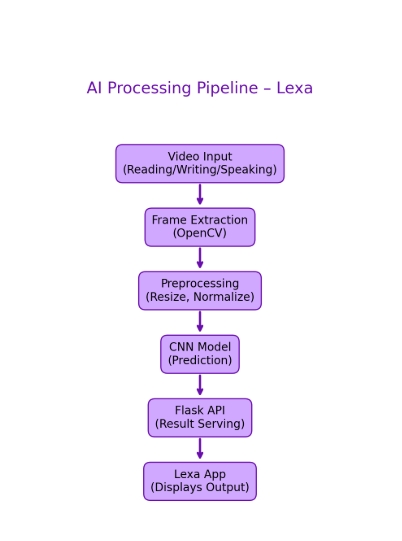 AI Processing Pipeline – Lexa
Video Input
(Reading/Writing/Speaking)
Frame Extraction
(OpenCV)
Preprocessing
(Resize, Normalize)
CNN Model
(Prediction)
Flask API
(Result Serving)
Lexa App
(Displays Output)